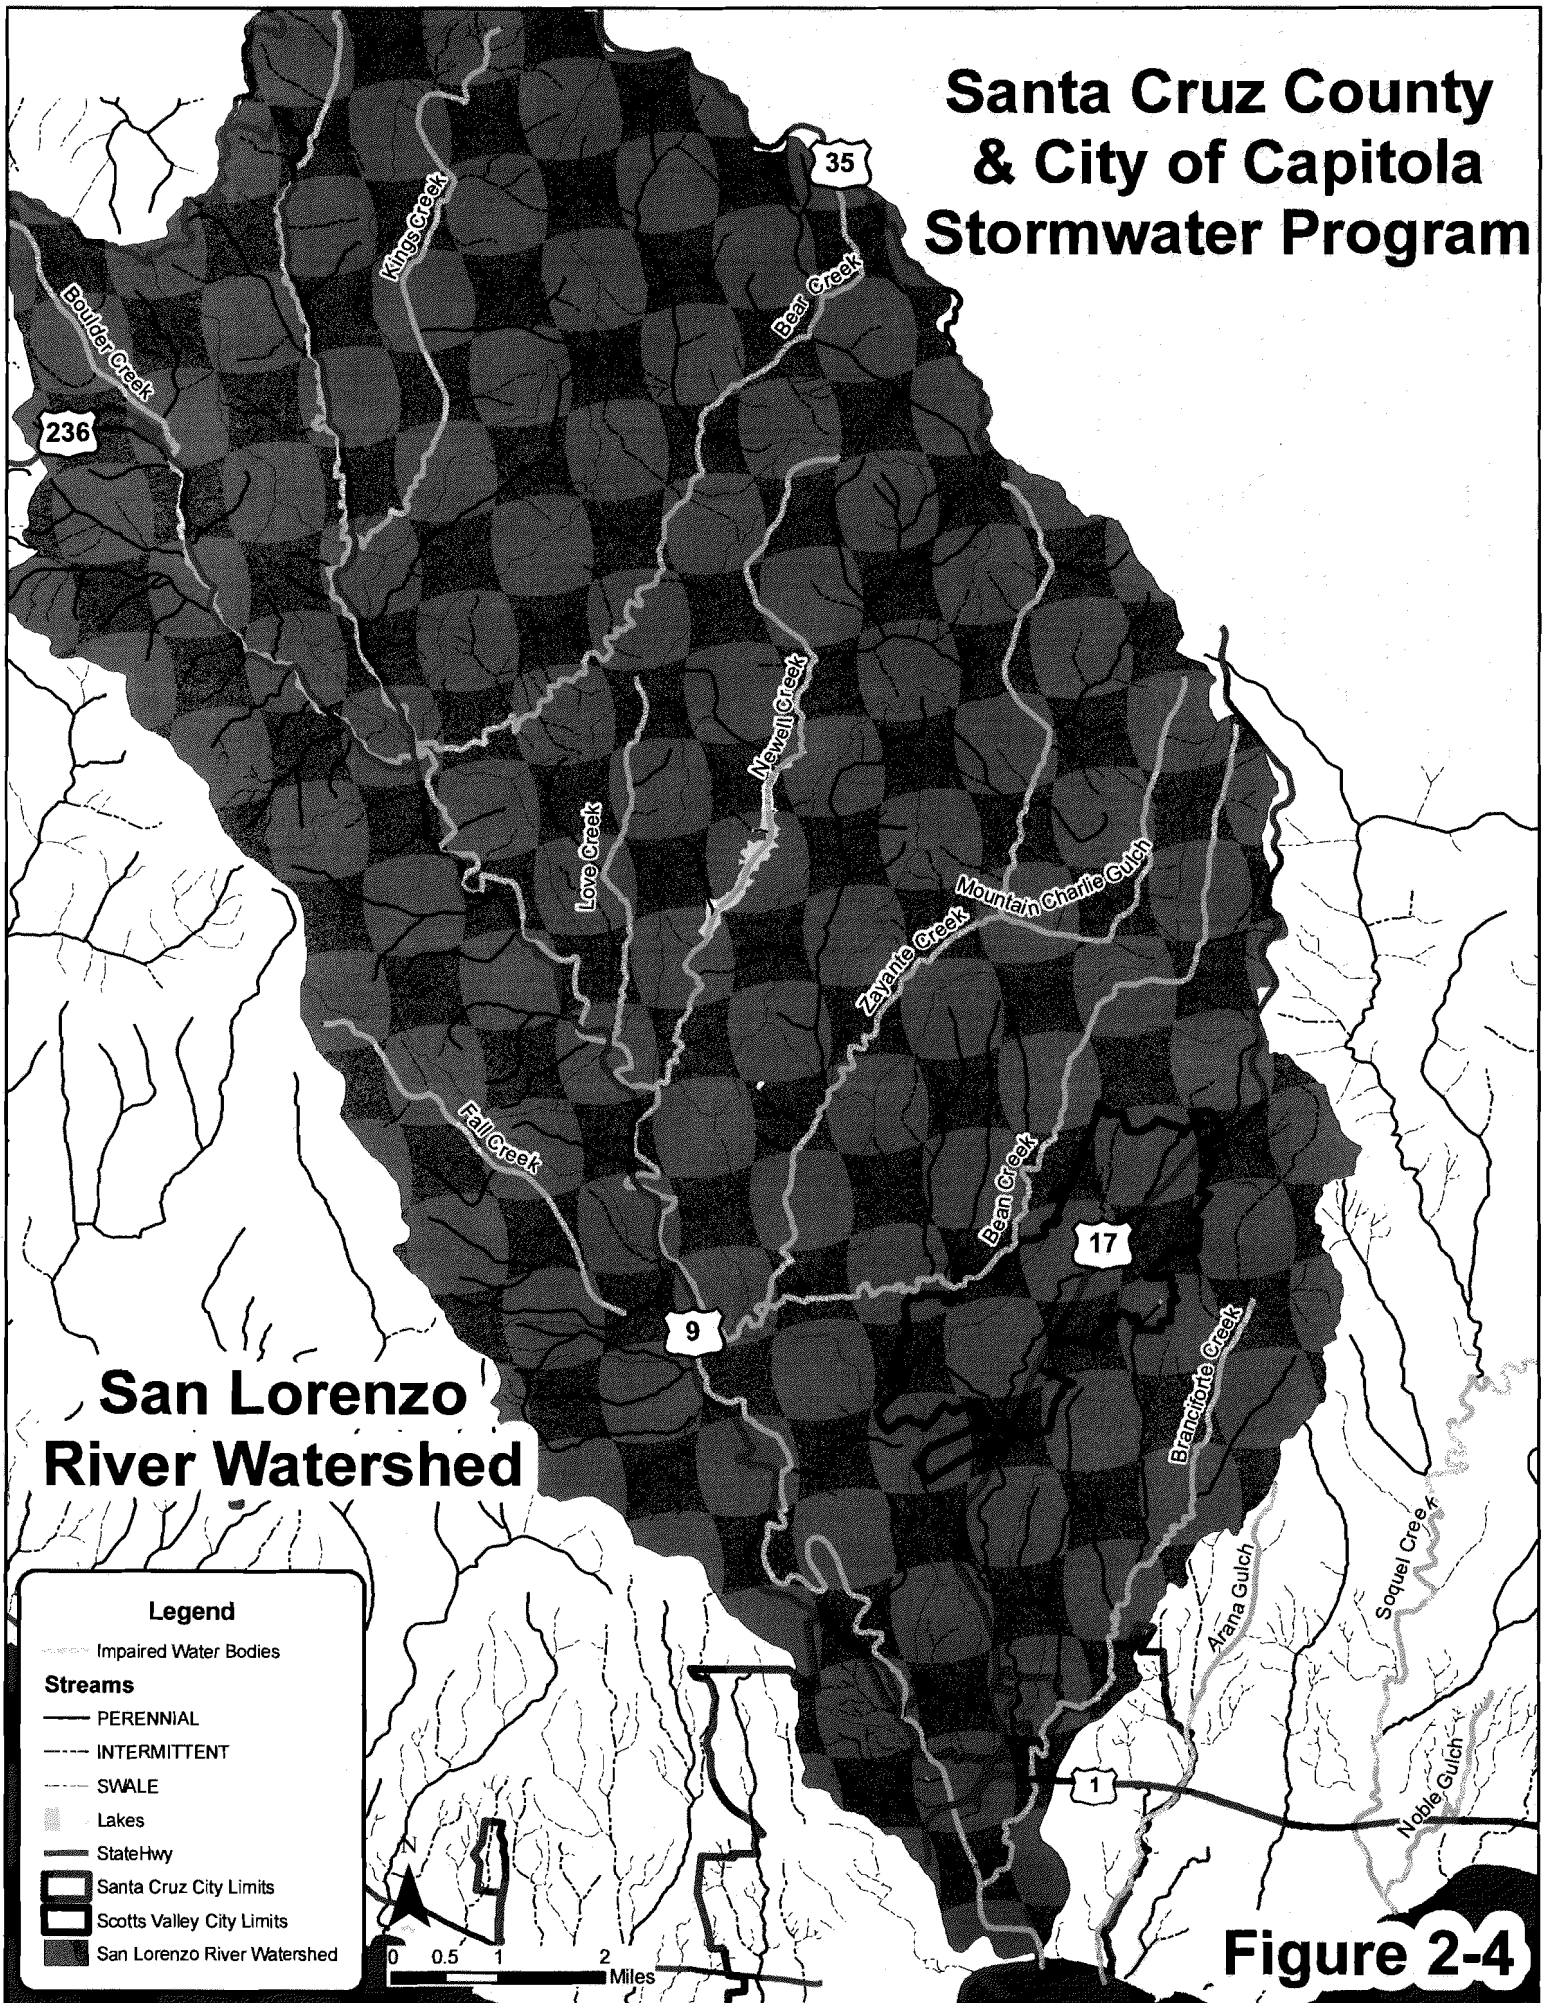 Santa Cruz County
& City of Capitola
Stormwater Program
35
Kings Creek
Bear Creek
Boulder Creek
236
Newell Creek
Love Creek
Mountain Charlie Gulch
Zayante Creek
Fall Creek
Bean Creek
17
9
Branciforte Creek
San Lorenzo
River Watershed
Soquel Creek
Arana Gulch
Noble Gulch
1
Legend
Impaired Water Bodies
Streams
PERENNIAL
INTERMITTENT
SWALE
Lakes
StateHwy
Santa Cruz City Limits
Scotts Valley City Limits
San Lorenzo River Watershed
N
0 0.5 1 2
Miles
Figure 2-4